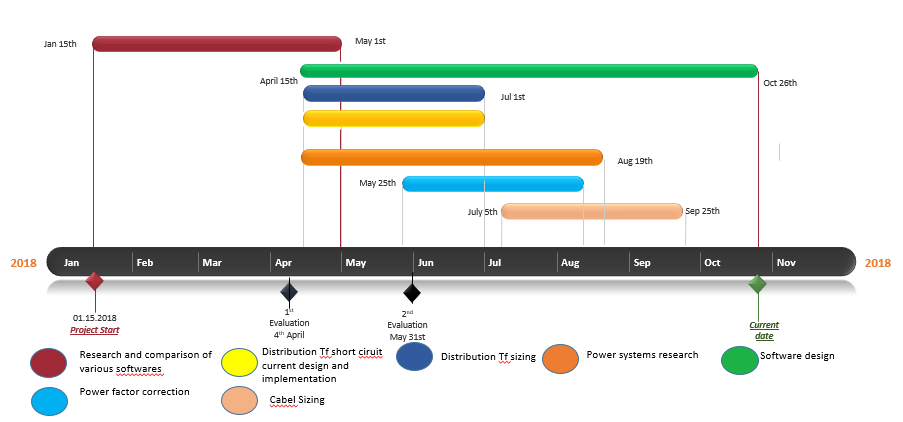 Jan 15th
May 1st
April 15th
Oct 26th
Jul 1st
Aug 19th
May 25th
July 5th
Sep 25th
2018
Jan
Feb
Mar
Apr
May
Jun
Jul
Aug
Sep
Oct
Nov
2018
01.15.2018
Project Start
1st
Evaluation
4th April
2nd
Evaluation
May 31st
Current
date
Research and comparison of
various softwares
Distribution Tf short ciruit
current design and
implementation
Distribution Tf sizing
Power systems research
Software design
Power factor correction
Cabel Sizing